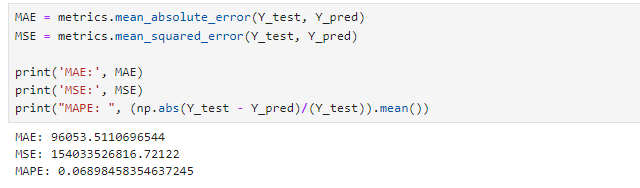 MAE = metrics.mean_absolute_error(Y_test, Y_pred)
MSE = metrics.mean_squared_error(Y_test, Y_pred)
print('MAE:', MAE)
print('MSE:', MSE)
print("MAPE: ", (np.abs(Y_test - Y_pred)/(Y_test)).mean())
MAE: 96053.5110696544
MSE: 154033526816.72122
MAPE: 0.06898458354637245